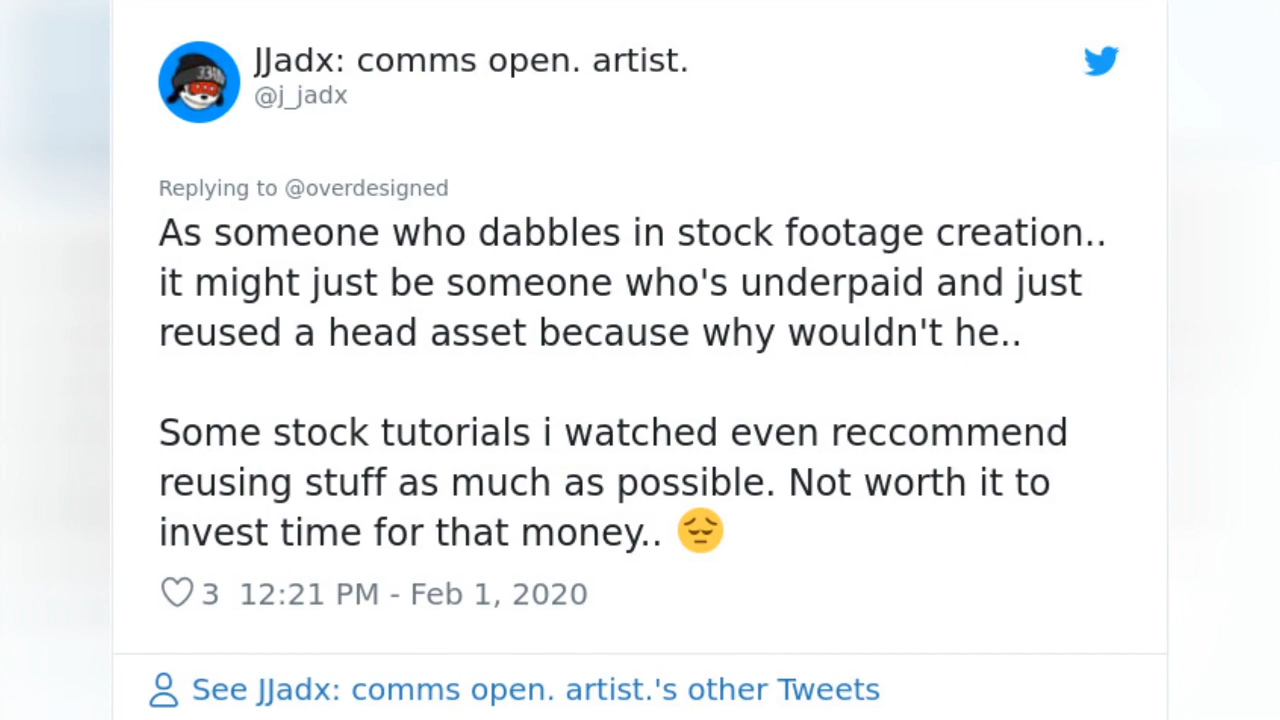 JJadx: comms open. artist.
@j_jadx
Replying to @overdesigned
As someone who dabbles in stock footage creation..
it might just be someone who's underpaid and just
reused a head asset because why wouldn't he..
Some stock tutorials i watched even reccommend
reusing stuff as much as possible. Not worth it to
invest time for that money.. 😔
3 12:21 PM - Feb 1, 2020
See JJadx: comms open. artist.'s other Tweets